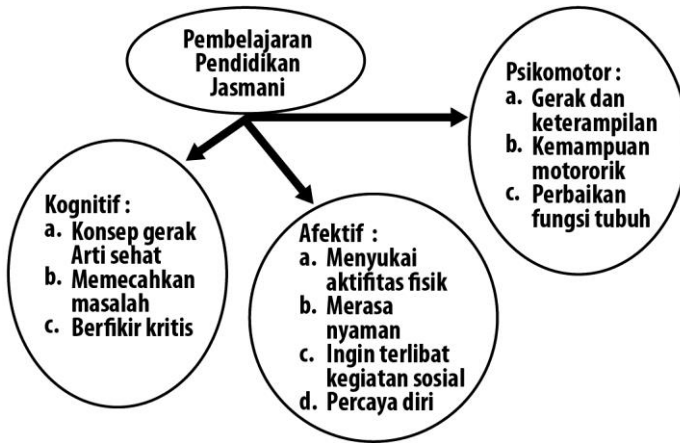 Pembelajaran
Pendidikan
Jasmani
Kognitif :
a. Konsep gerak
Arti sehat
b. Memecahkan
masalah
c. Berfikir kritis
Afektif :
a. Menyukai
aktifitas fisik
b. Merasa
nyaman
c. Ingin terlibat
kegiatan sosial
d. Percaya diri
Psikomotor :
a. Gerak dan
keterampilan
b. Kemampuan
motororik
c. Perbaikan
fungsi tubuh